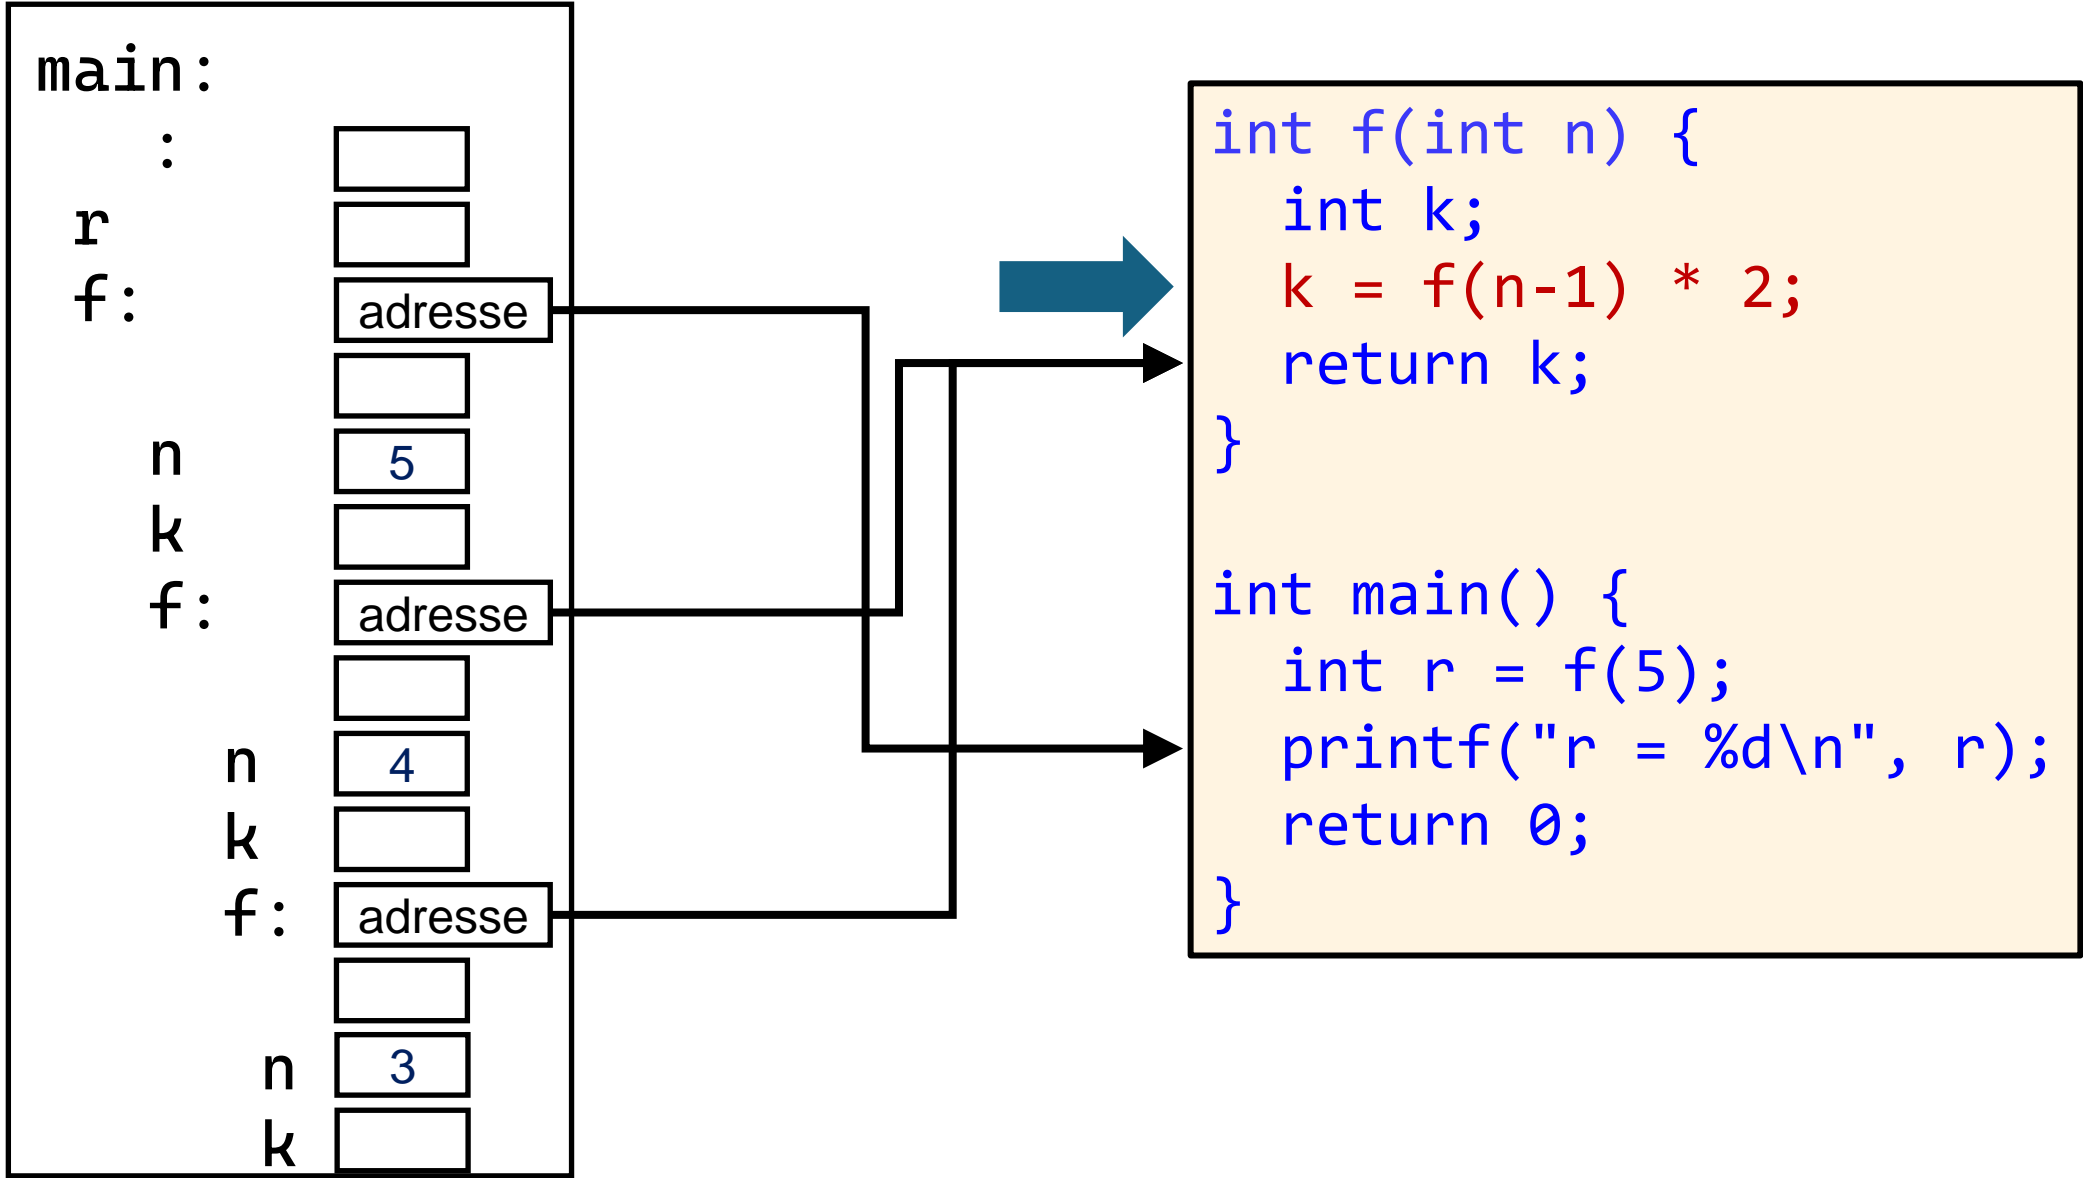 main:
:
r
f: adresse
n 5
k
f: adresse
n 4
k
f: adresse
n 3
k
int f(int n) {
  int k;
  k = f(n-1) * 2;
  return k;
}
int main() {
  int r = f(5);
  printf("r = %d\n", r);
  return 0;
}